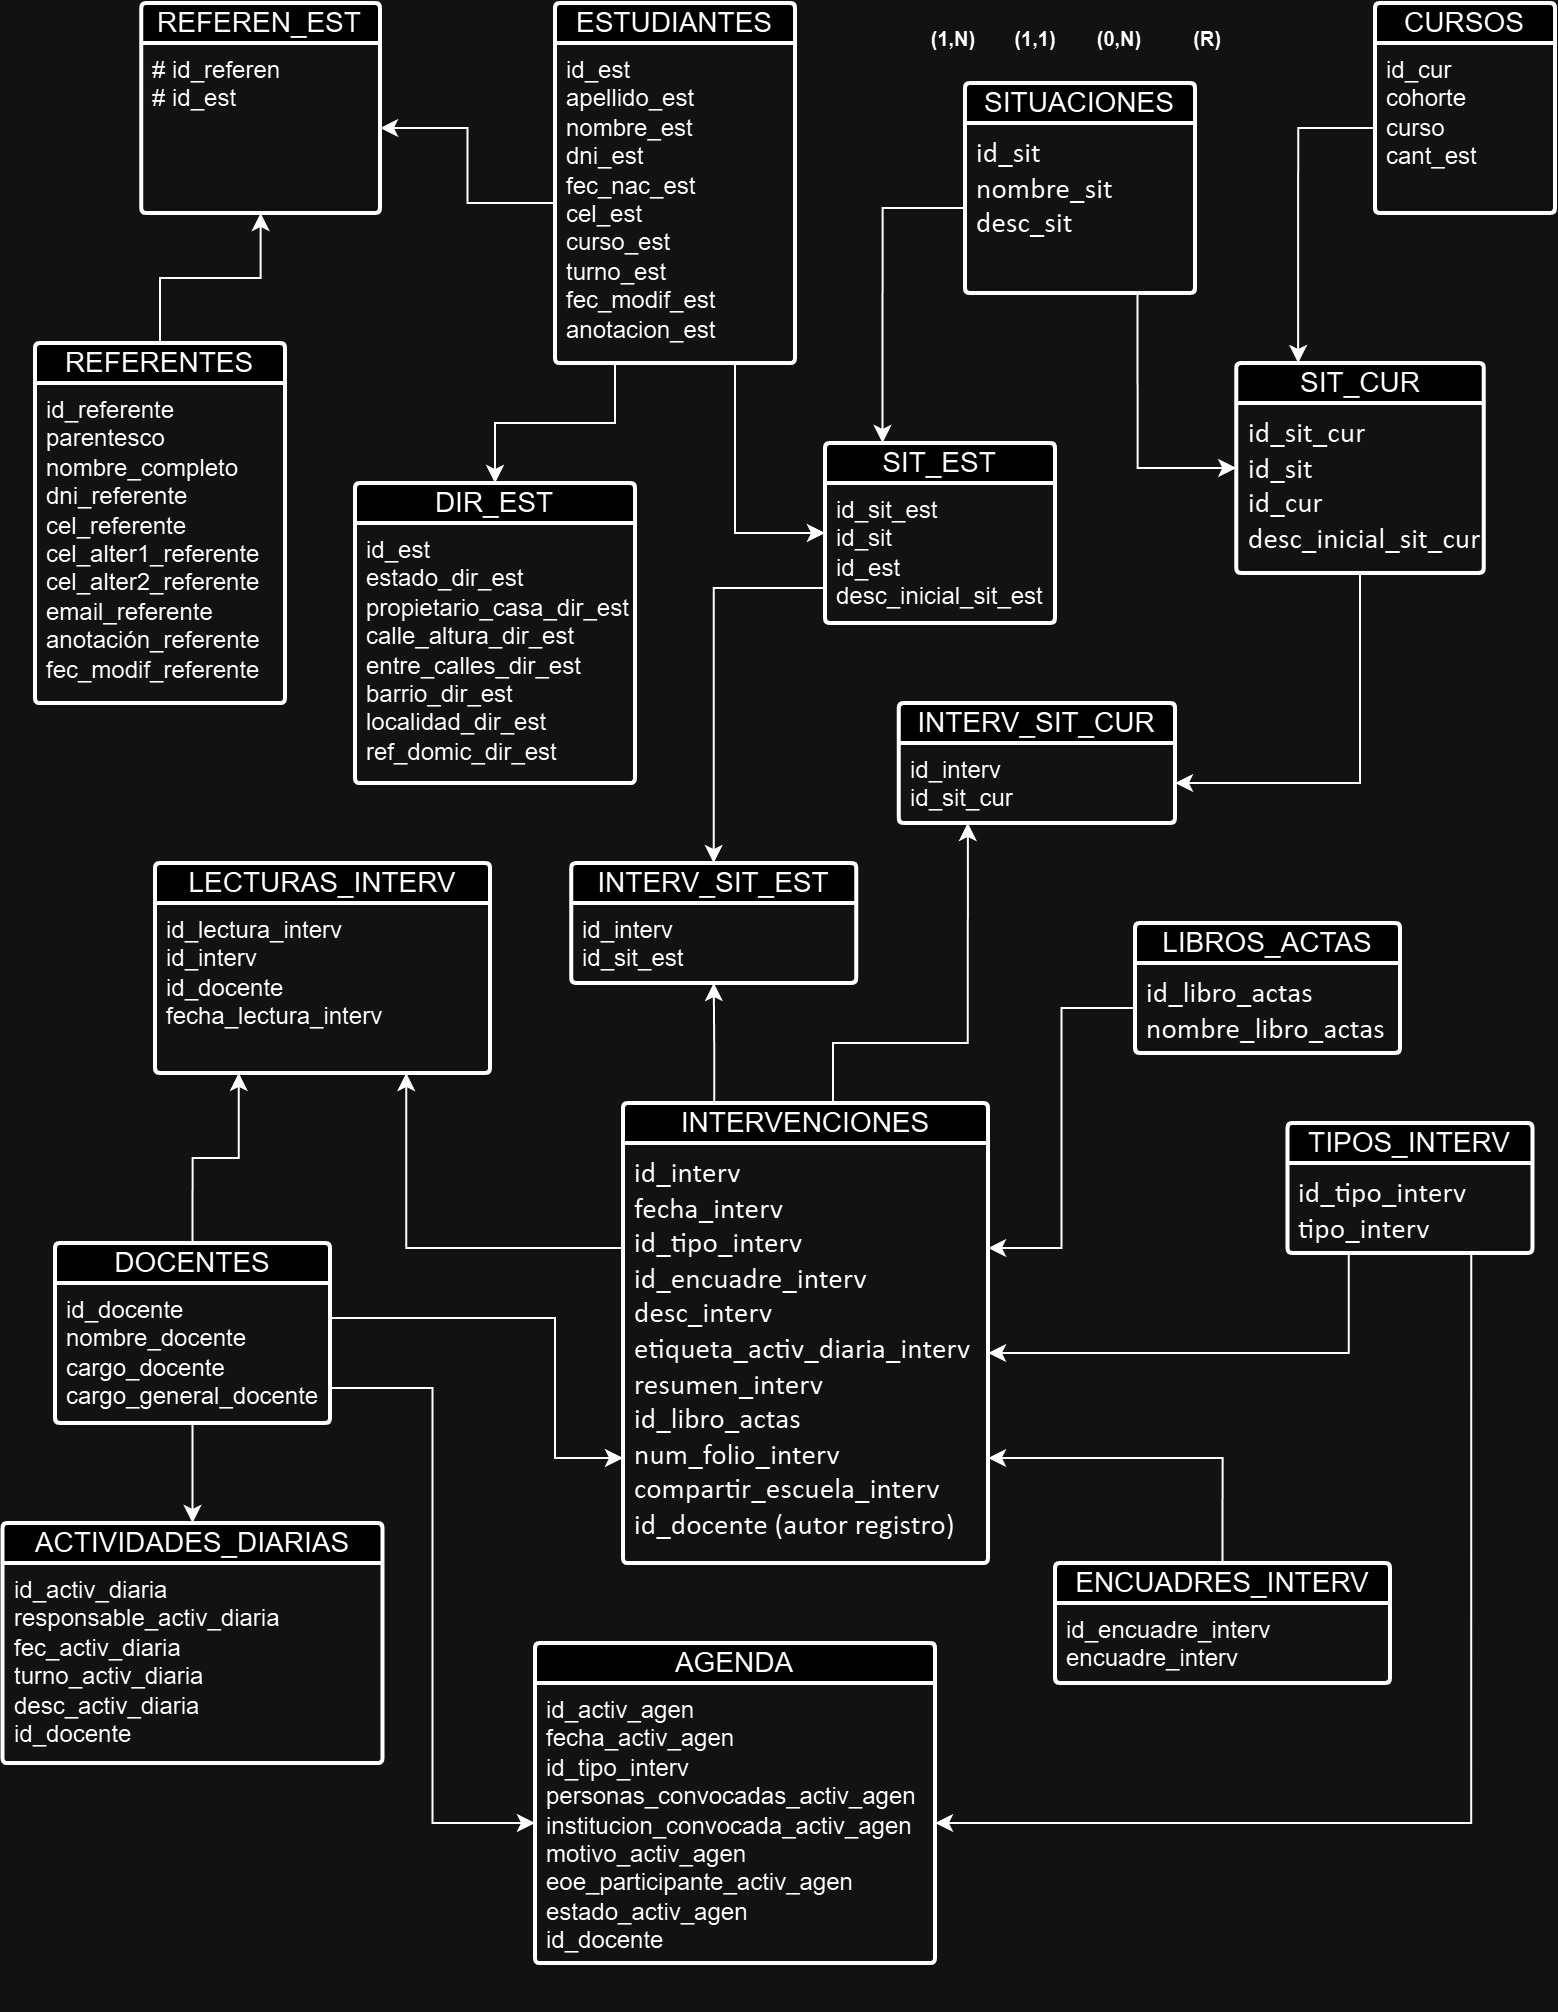 REFEREN_EST
# id_referen
# id_est
ESTUDIANTES
id_est
apellido_est
nombre_est
dni_est
fec_nac_est
cel_est
curso_est
turno_est
fec_modif_est
anotacion_est
(1,N) (1,1) (0,N) (R)
SITUACIONES
id_sit
nombre_sit
desc_sit
CURSOS
id_cur
cohorte
curso
cant_est
REFERENTES
id_referente
parentesco
nombre_completo
dni_referente
cel_referente
cel_alter1_referente
cel_alter2_referente
email_referente
anotación_referente
fec_modif_referente
DIR_EST
id_est
estado_dir_est
propietario_casa_dir_est
calle_altura_dir_est
entre_calles_dir_est
barrio_dir_est
localidad_dir_est
ref_domic_dir_est
SIT_EST
id_sit_est
id_sit
id_est
desc_inicial_sit_est
SIT_CUR
id_sit_cur
id_sit
id_cur
desc_inicial_sit_cur
INTERV_SIT_CUR
id_interv
id_sit_cur
LECTURAS_INTERV
id_lectura_interv
id_interv
id_docente
fecha_lectura_interv
INTERV_SIT_EST
id_interv
id_sit_est
LIBROS_ACTAS
id_libro_actas
nombre_libro_actas
INTERVENCIONES
id_interv
fecha_interv
id_tipo_interv
id_encuadre_interv
desc_interv
etiqueta_activ_diaria_interv
resumen_interv
id_libro_actas
num_folio_interv
compartir_escuela_interv
id_docente (autor registro)
TIPOS_INTERV
id_tipo_interv
tipo_interv
DOCENTES
id_docente
nombre_docente
cargo_docente
cargo_general_docente
ACTIVIDADES_DIARIAS
id_activ_diaria
responsable_activ_diaria
fec_activ_diaria
turno_activ_diaria
desc_activ_diaria
id_docente
ENCUADRES_INTERV
id_encuadre_interv
encuadre_interv
AGENDA
id_activ_agen
fecha_activ_agen
id_tipo_interv
personas_convocadas_activ_agen
institucion_convocada_activ_agen
motivo_activ_agen
eoe_participante_activ_agen
estado_activ_agen
id_docente